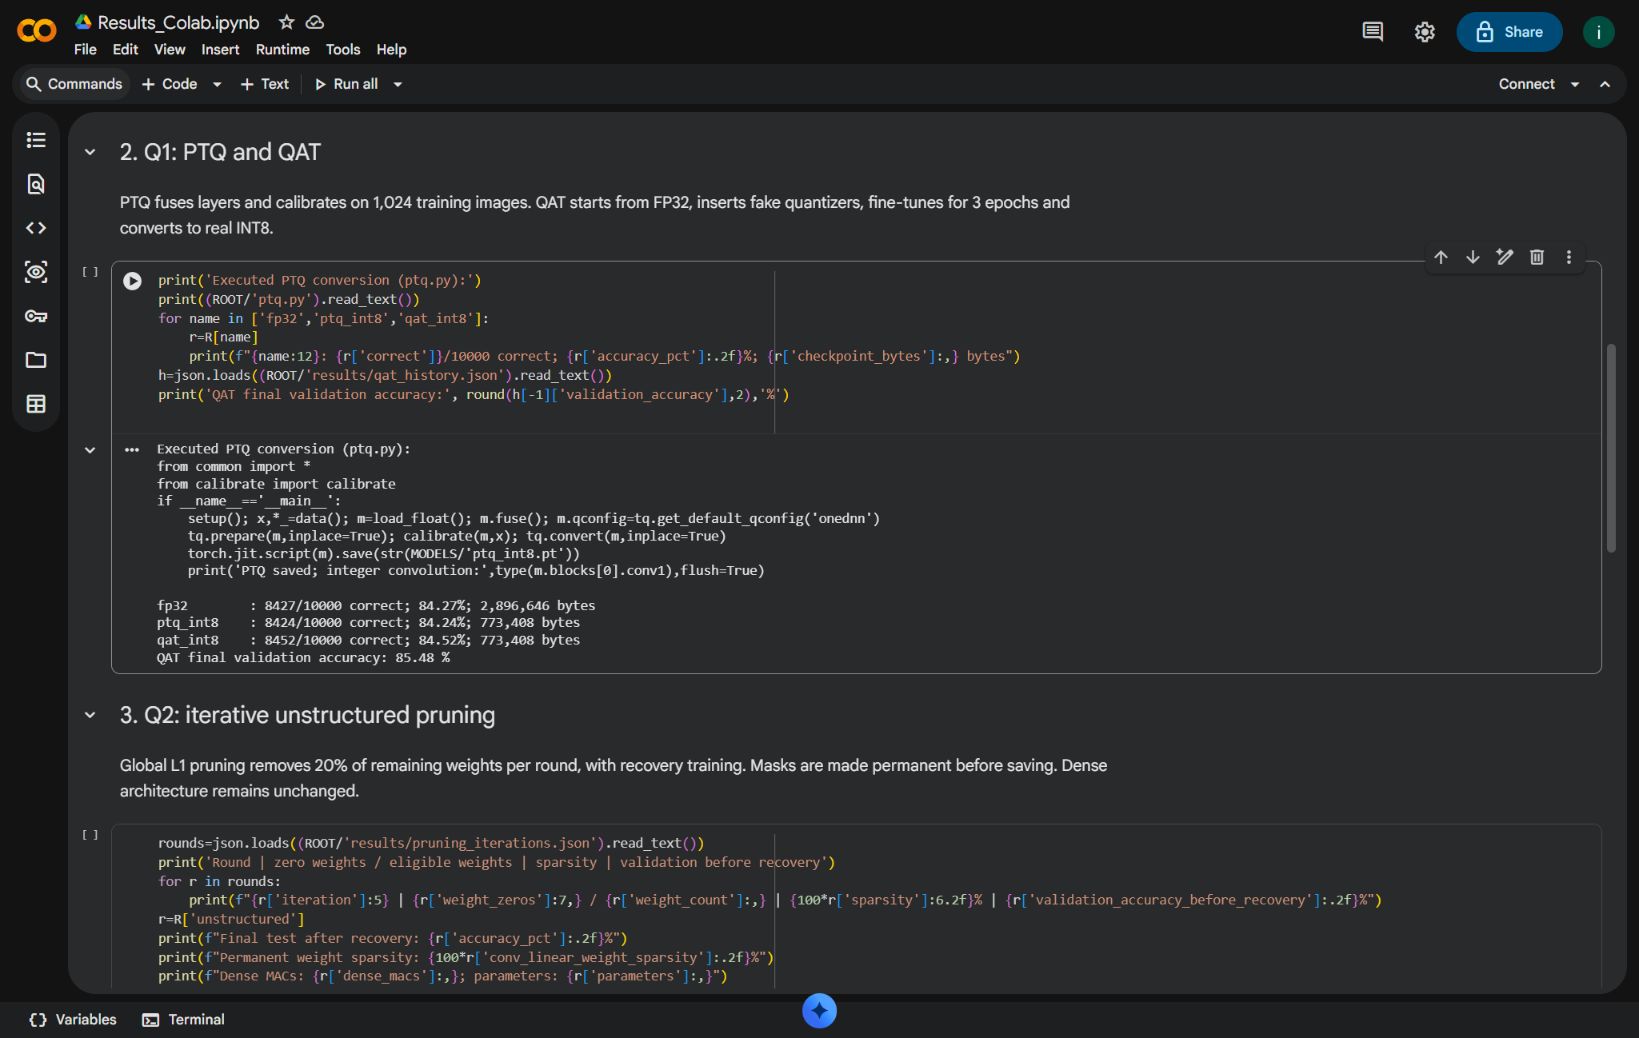 Results_Colab.ipynb
File Edit View Insert Runtime Tools Help
Share
i
Commands + Code + Text Run all
Connect
2. Q1: PTQ and QAT
PTQ fuses layers and calibrates on 1,024 training images. QAT starts from FP32, inserts fake quantizers, fine-tunes for 3 epochs and
converts to real INT8.
[ ]
print('Executed PTQ conversion (ptq.py):')
print((ROOT/'ptq.py').read_text())
for name in ['fp32','ptq_int8','qat_int8']:
    r=R[name]
    print(f"{name:12}: {r['correct']}/10000 correct; {r['accuracy_pct']:.2f}%; {r['checkpoint_bytes']:,} bytes")
h=json.loads((ROOT/'results/qat_history.json').read_text())
print('QAT final validation accuracy:', round(h[-1]['validation_accuracy'],2),'%')
Executed PTQ conversion (ptq.py):
from common import *
from calibrate import calibrate
if __name__=='__main__':
    setup(); x,*_=data(); m=load_float(); m.fuse(); m.qconfig=tq.get_default_qconfig('onednn')
    tq.prepare(m,inplace=True); calibrate(m,x); tq.convert(m,inplace=True)
    torch.jit.script(m).save(str(MODELS/'ptq_int8.pt'))
    print('PTQ saved; integer convolution:',type(m.blocks[0].conv1),flush=True)
fp32        : 8427/10000 correct; 84.27%; 2,896,646 bytes
ptq_int8    : 8424/10000 correct; 84.24%; 773,408 bytes
qat_int8    : 8452/10000 correct; 84.52%; 773,408 bytes
QAT final validation accuracy: 85.48 %
3. Q2: iterative unstructured pruning
Global L1 pruning removes 20% of remaining weights per round, with recovery training. Masks are made permanent before saving. Dense
architecture remains unchanged.
[ ]
rounds=json.loads((ROOT/'results/pruning_iterations.json').read_text())
print('Round | zero weights / eligible weights | sparsity | validation before recovery')
for r in rounds:
    print(f"{r['iteration']:5} | {r['weight_zeros']:7,} / {r['weight_count']:,} | {100*r['sparsity']:6.2f}% | {r['validation_accuracy_before_recovery']:.2f}%")
r=R['unstructured']
print(f"Final test after recovery: {r['accuracy_pct']:.2f}%")
print(f"Permanent weight sparsity: {100*r['conv_linear_weight_sparsity']:.2f}%")
print(f"Dense MACs: {r['dense_macs']:,}; parameters: {r['parameters']:,}")
Variables Terminal